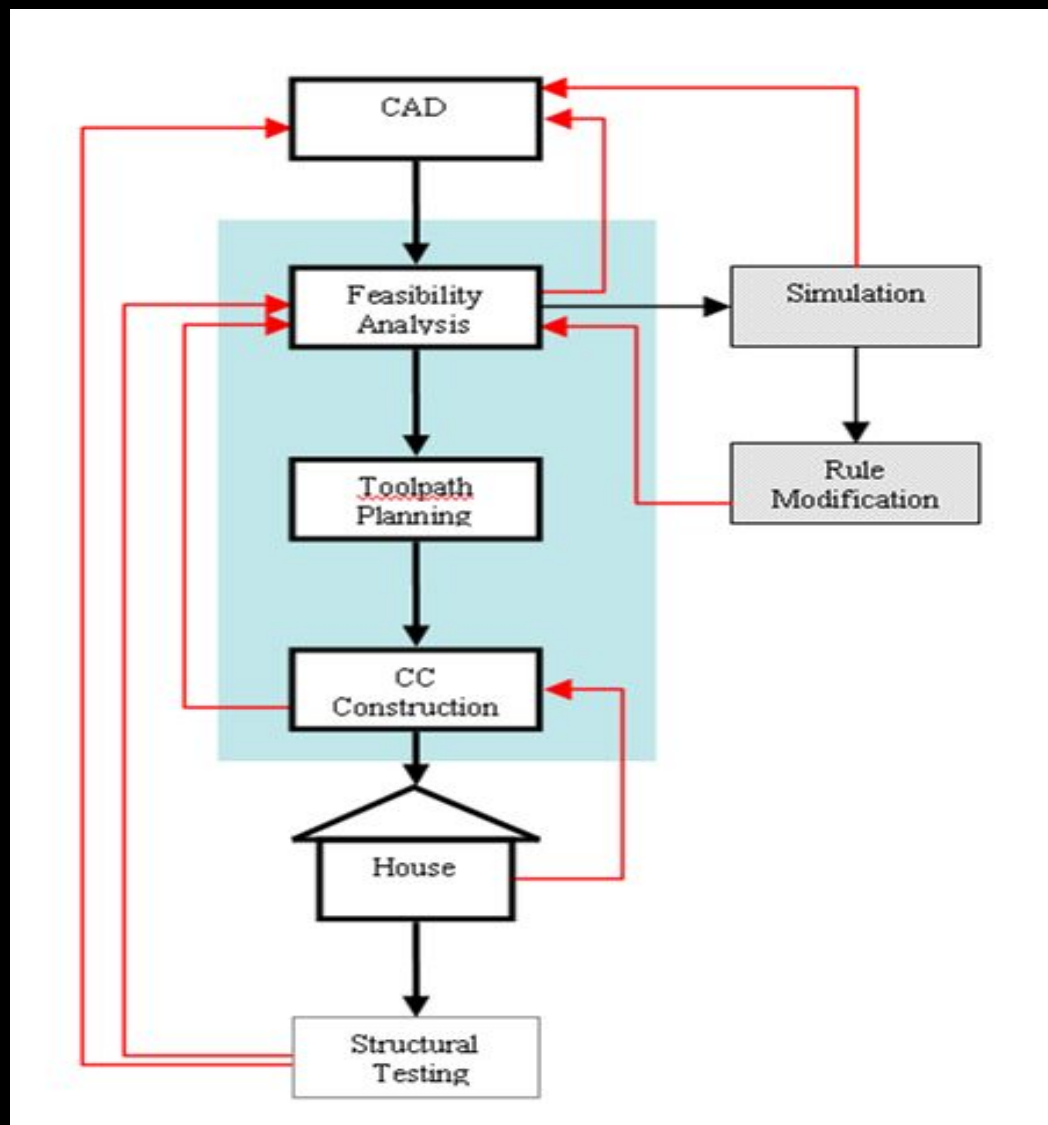 CAD
Feasibility
Analysis
Simulation
Rule
Modification
Toolpath
Planning
CC
Construction
House
Structural
Testing